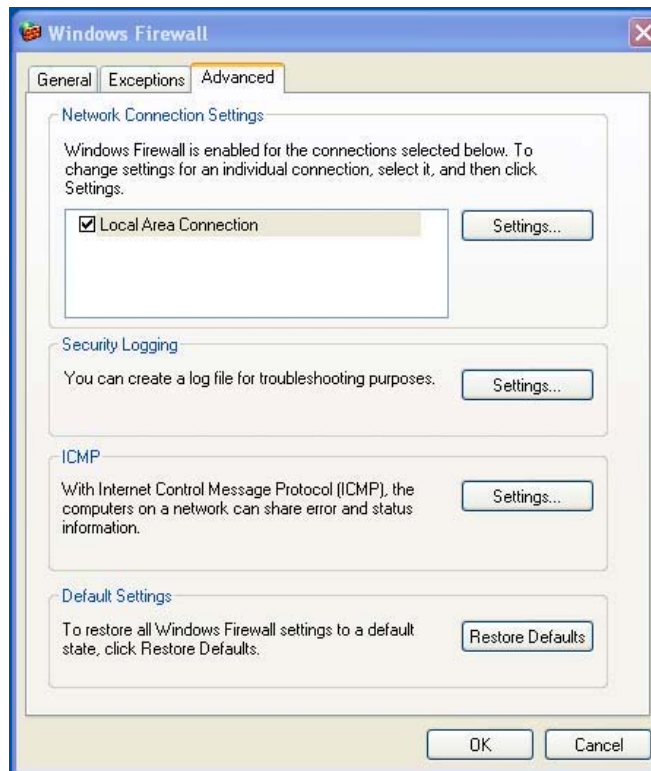 Windows Firewall
General
Exceptions
Advanced
Network Connection Settings
Windows Firewall is enabled for the connections selected below. To
change settings for an individual connection, select it, and then click
Settings.
Local Area Connection
Settings...
Security Logging
You can create a log file for troubleshooting purposes.
Settings...
ICMP
With Internet Control Message Protocol (ICMP), the
computers on a network can share error and status
information.
Settings...
Default Settings
To restore all Windows Firewall settings to a default
state, click Restore Defaults.
Restore Defaults
OK
Cancel